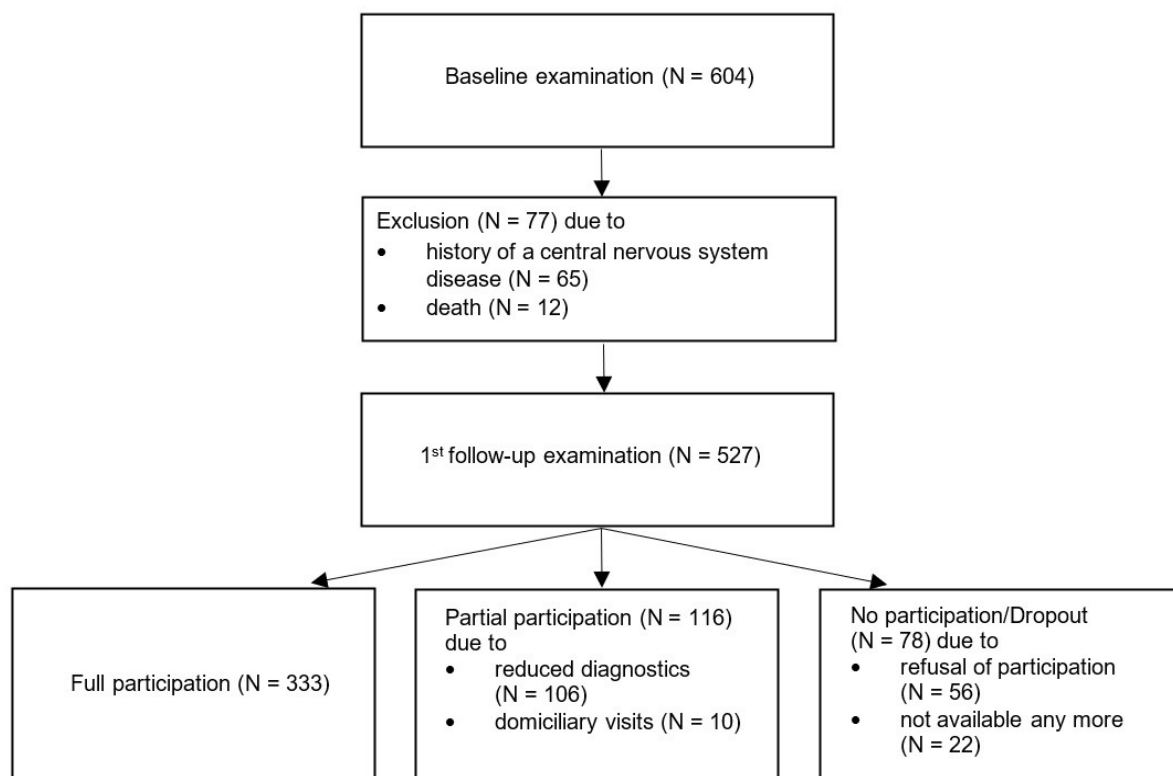 Baseline examination (N = 604)
Exclusion (N = 77) due to
• history of a central nervous system
disease (N = 65)
• death (N = 12)
1st follow-up examination (N = 527)
Full participation (N = 333)
Partial participation (N = 116)
due to
• reduced diagnostics
(N = 106)
• domiciliary visits (N = 10)
No participation/Dropout
(N = 78) due to
• refusal of participation
(N = 56)
• not available any more
(N = 22)